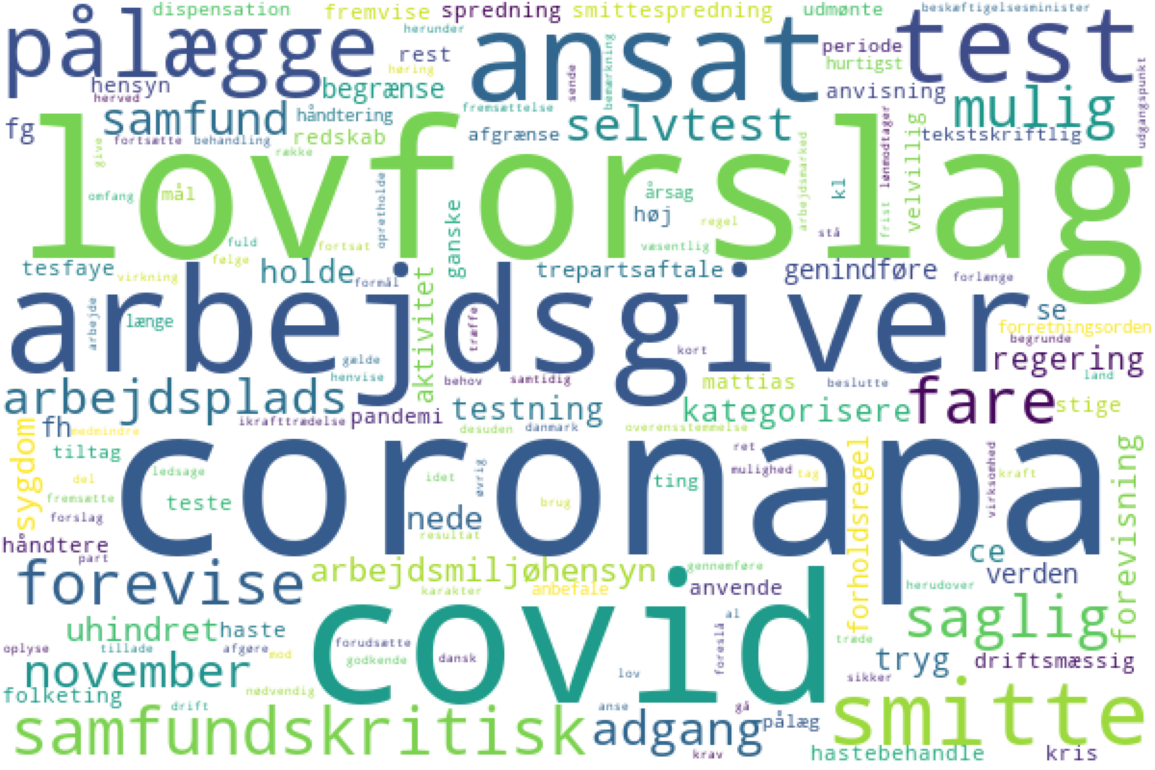 dispensation fremvise spredning smittespredning udmønte beskæftigelsesminister
pålægge herunder ansat periode test
rest høring sende bemærkning hurtigst
hensyn herved begrænse anvisning udgangspunkt
fg samfund håndtering fremsættelse selvtest mulig
fortsætte behandling redskab afgrænse tekstskriftlig
lovforslag
give række årsag arbejdsmarked kl lønmodtager velvillig
omfang mål opretholde høj regel frist
fuld fortsat ganske væsentlig stå
tesfaye følge holde trepartsaftale genindføre forlænge
virkning formål
arbejdsgiver
arbejde længe aktivitet træffe se
forretningsorden
begrunde
gælde kort regering
henvise behov samtidig mattias beslutte land
arbejdsplads pandemi testning kategorisere fare stige
ikrafttrædelse desuden danmark overensstemmelse
sygdom fh medmindre
coronapa
tiltag ret forholdsregel forevisning
del ledsage idet øvrig ting mulighed tag virksomhed kraft
fremsætte teste brug
forslag nede
håndtere resultat ce
part
forevise arbejdsmiljøhensyn gennemføre verden
karakter anbefale anvende herudover
covid
uhindret haste al saglig
oplyse tillade afgøre mod forudsætte foreslå træde
november godkende dansk tryg driftsmæssig
lov sikker
folketing nødvendig
drift anse gå smitte
samfundskritisk adgang pålæg
krav hastebehandle kris